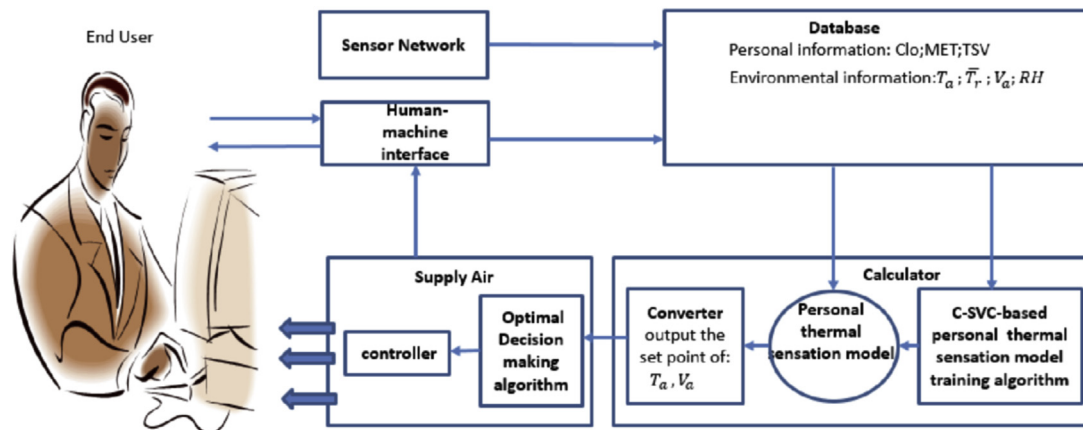 End User
Sensor Network
Database
Personal information: Clo;MET;TSV
Environmental information:Tₐ ; T̅ᵣ ; Vₐ; RH
Human-
machine
interface
Supply Air
controller
Optimal
Decision
making
algorithm
Calculator
Converter
output the
set point of:
Tₐ , Vₐ
Personal
thermal
sensation model
C-SVC-based
personal thermal
sensation model
training algorithm